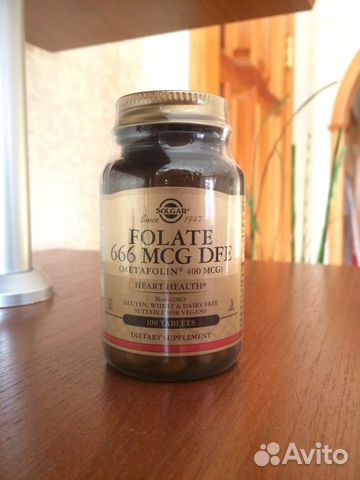 SOLGAR®
Since 1947
FOLATE
666 MCG DFE
(METAFOLIN® 400 MCG)
HEART HEALTH*
Non-GMO
GLUTEN, WHEAT & DAIRY FREE
SUITABLE FOR VEGANS
100 TABLETS
DIETARY SUPPLEMENT
Avito